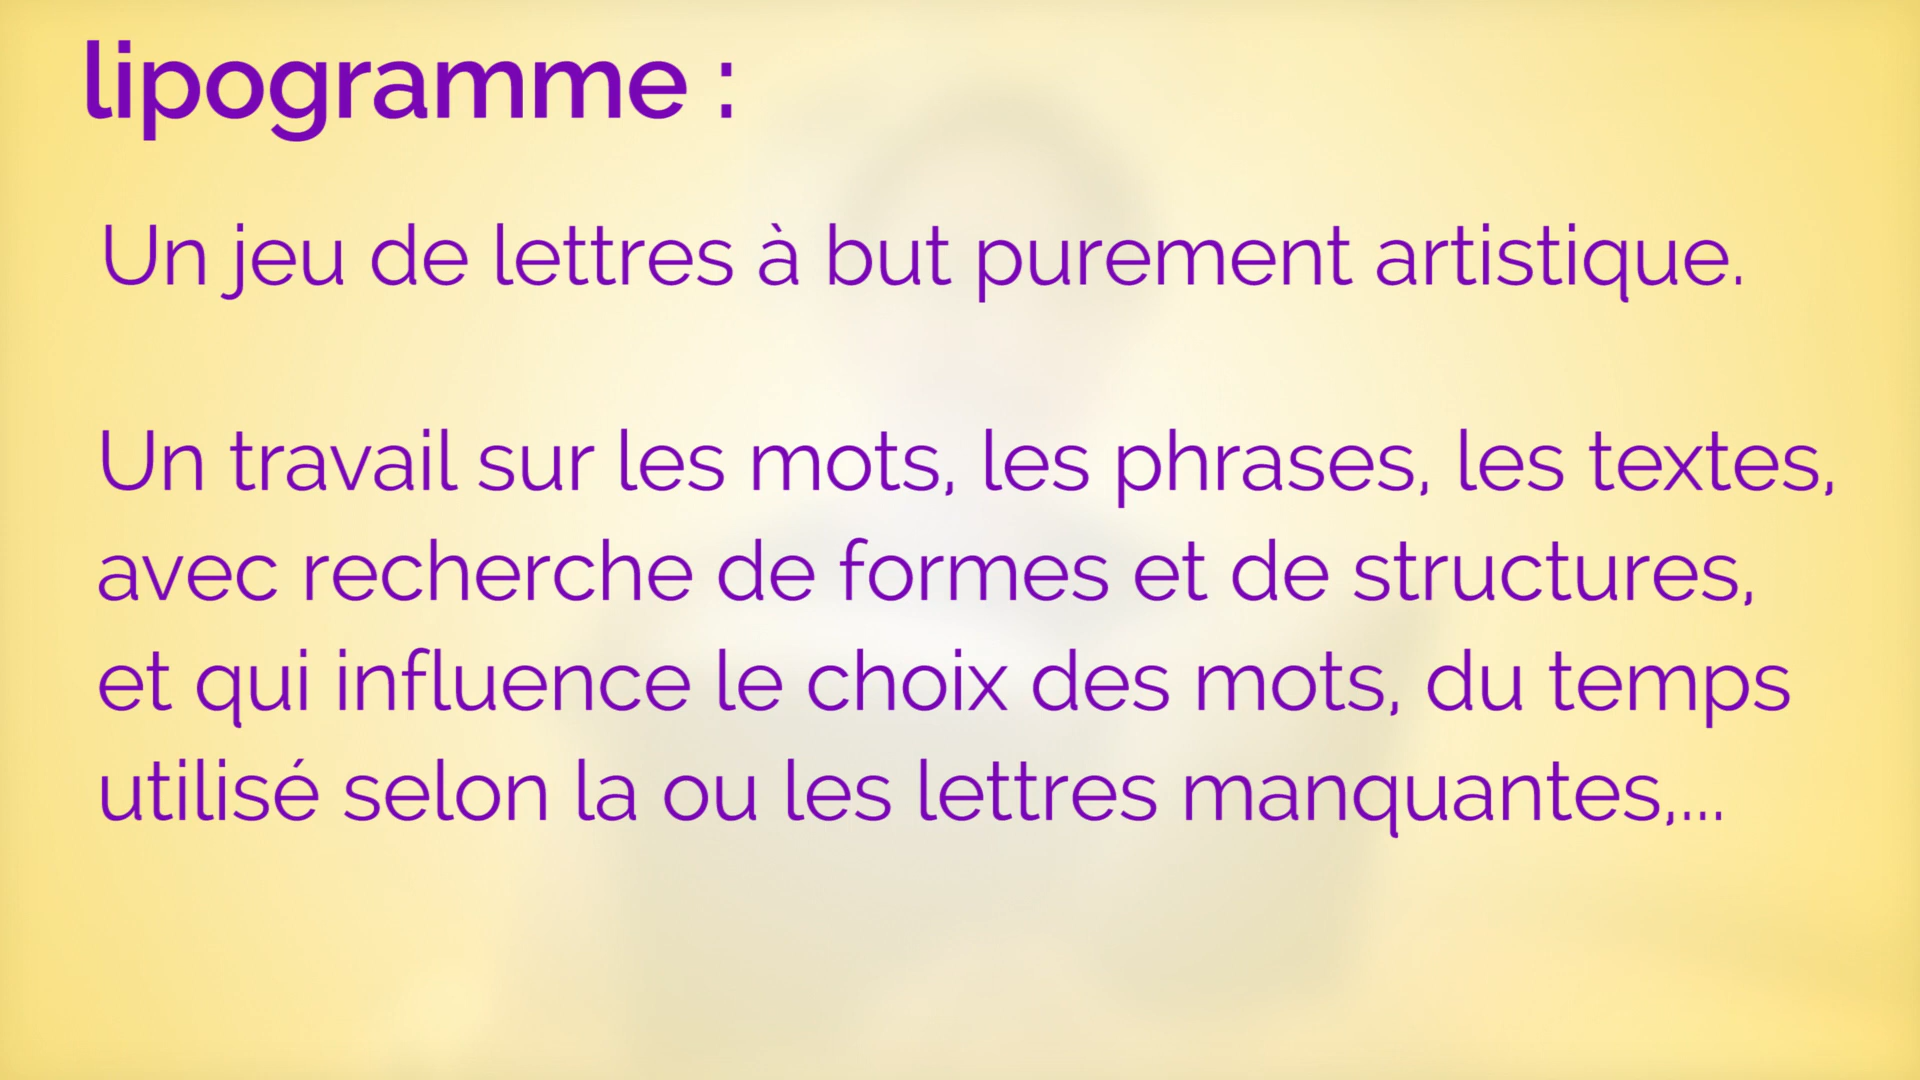 lipogramme :
Un jeu de lettres à but purement artistique.
Un travail sur les mots, les phrases, les textes,
avec recherche de formes et de structures,
et qui influence le choix des mots, du temps
utilisé selon la ou les lettres manquantes,...